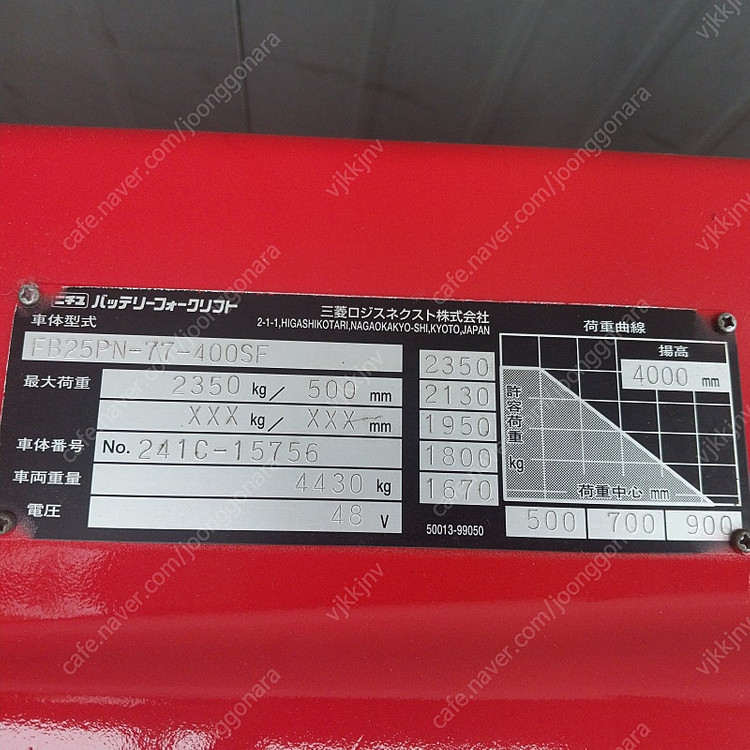 ニチユ バッテリーフォークリフト
三菱ロジスネクスト株式会社
2-1-1,HIGASHIKOTARI,NAGAOKAKYO-SHI,KYOTO,JAPAN
車体型式
FB25PN-77-400SF
最大荷重 2350 kg/ 500 mm
XXX kg/ XXX mm
車体番号 No. 241C-15756
車両重量 4430 kg
電圧 48 V
2350
2130
1950
1800
1670
50013-99050
荷重曲線
揚高
4000 mm
許容荷重 kg
荷重中心 mm
500 700 900
cafe.naver.com/joonggonara
vjkkjnv